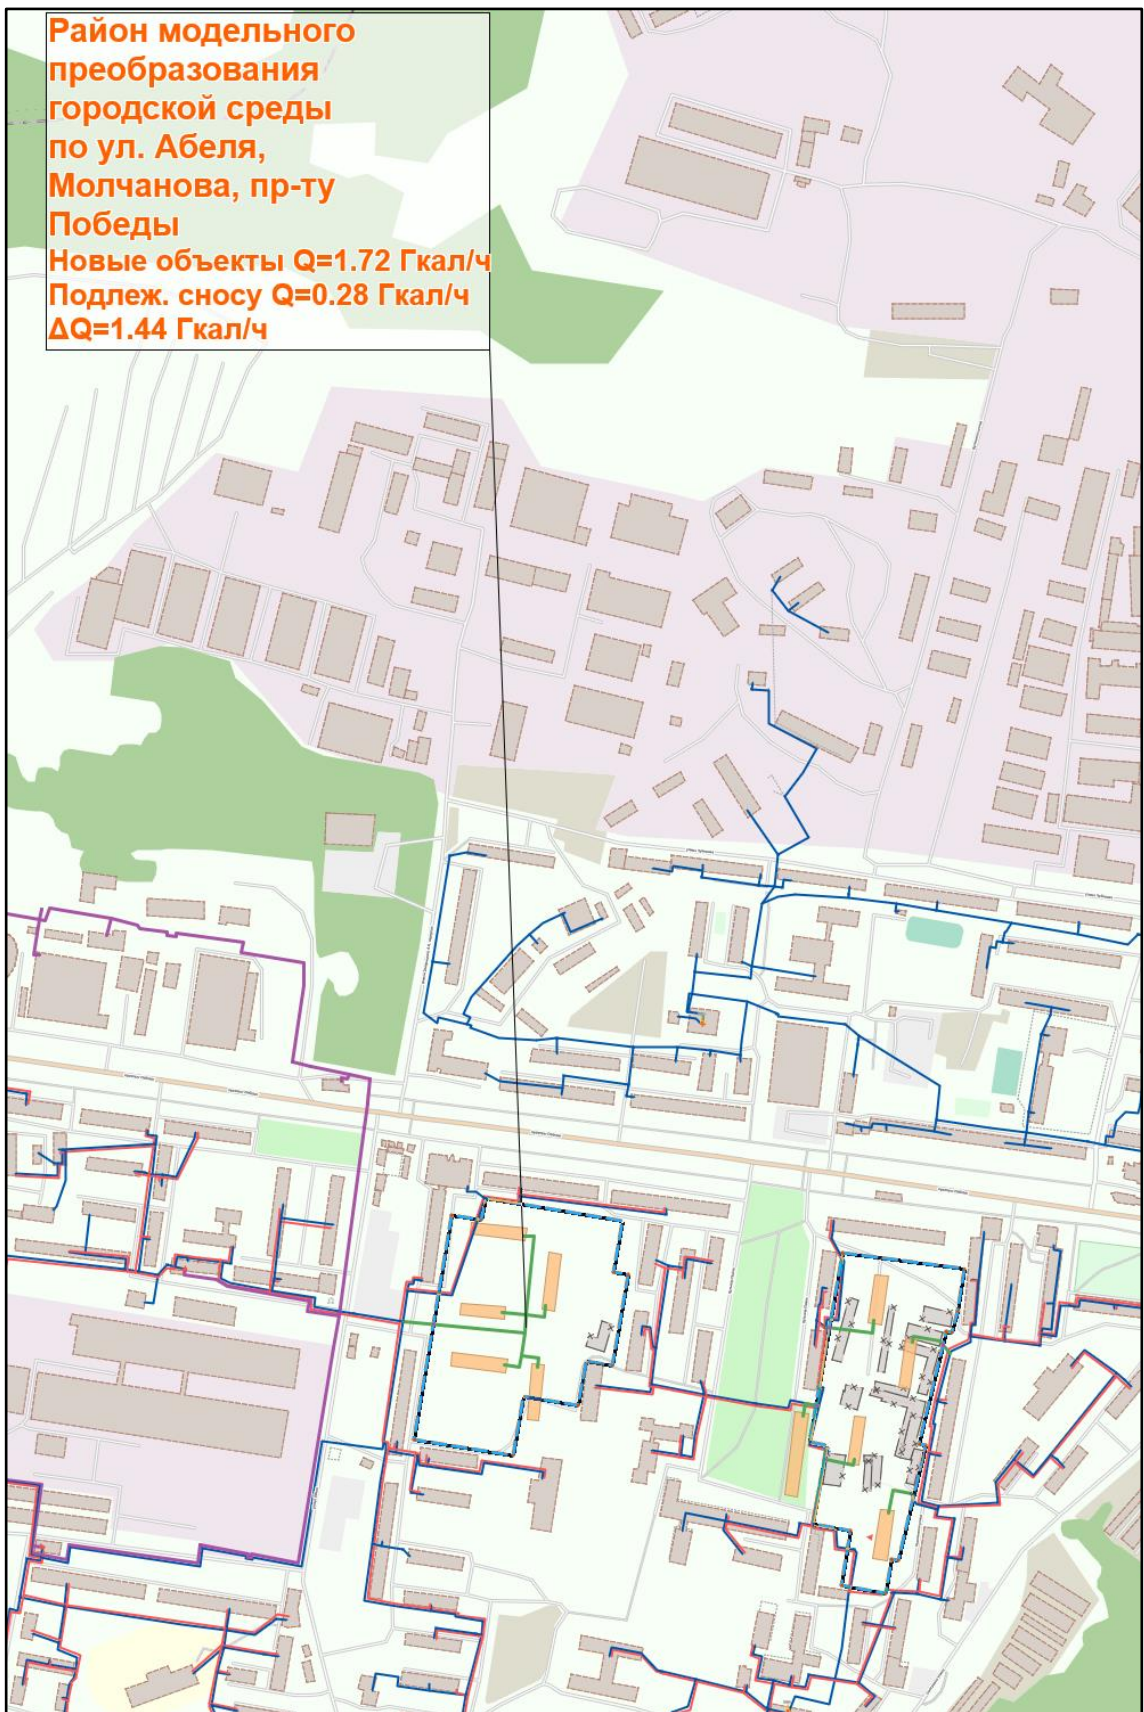 Район модельного
преобразования
городской среды
по ул. Абеля,
Молчанова, пр-ту
Победы
Новые объекты Q=1.72 Гкал/ч
Подлеж. сносу Q=0.28 Гкал/ч
ΔQ=1.44 Гкал/ч